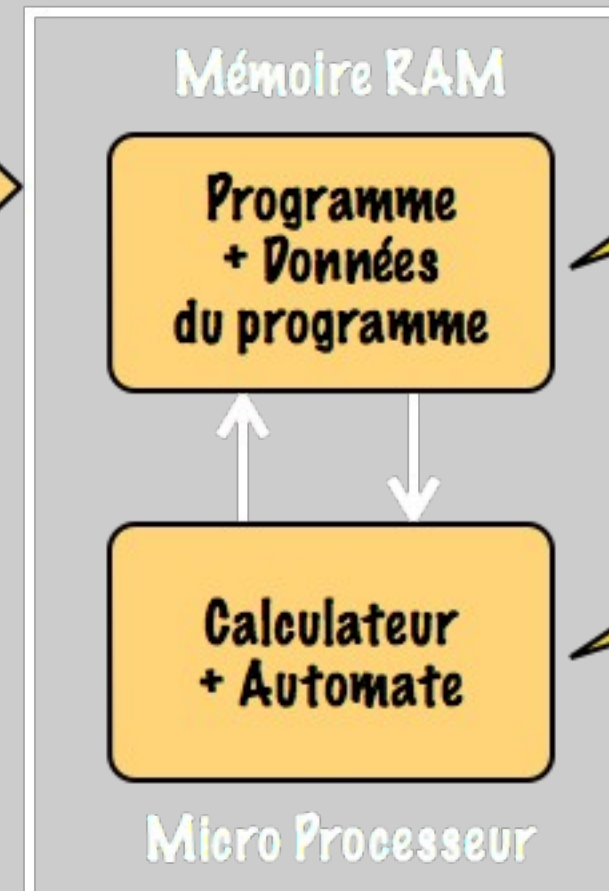 Mémoire RAM
Programme
+ Données
du programme
Calculateur
+ Automate
Micro Processeur